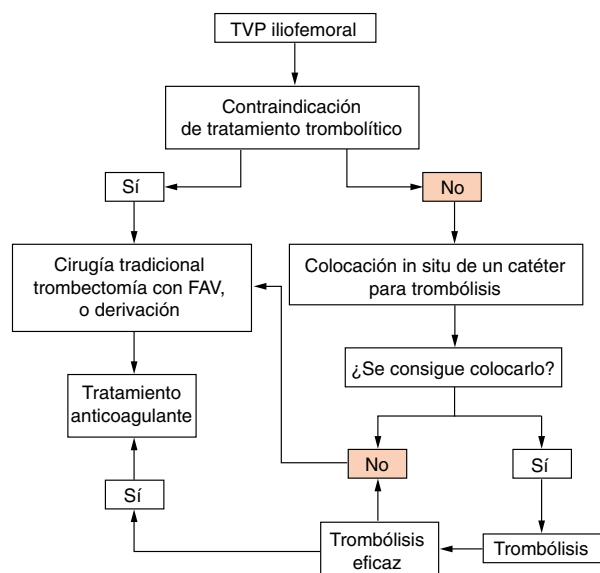 TVP iliofemoral
Contraindicación
de tratamiento trombolítico
Sí
No
Cirugía tradicional
trombectomía con FAV,
o derivación
Colocación in situ de un catéter
para trombólisis
¿Se consigue colocarlo?
Tratamiento
anticoagulante
No
Sí
Sí
Trombólisis
eficaz
Trombólisis